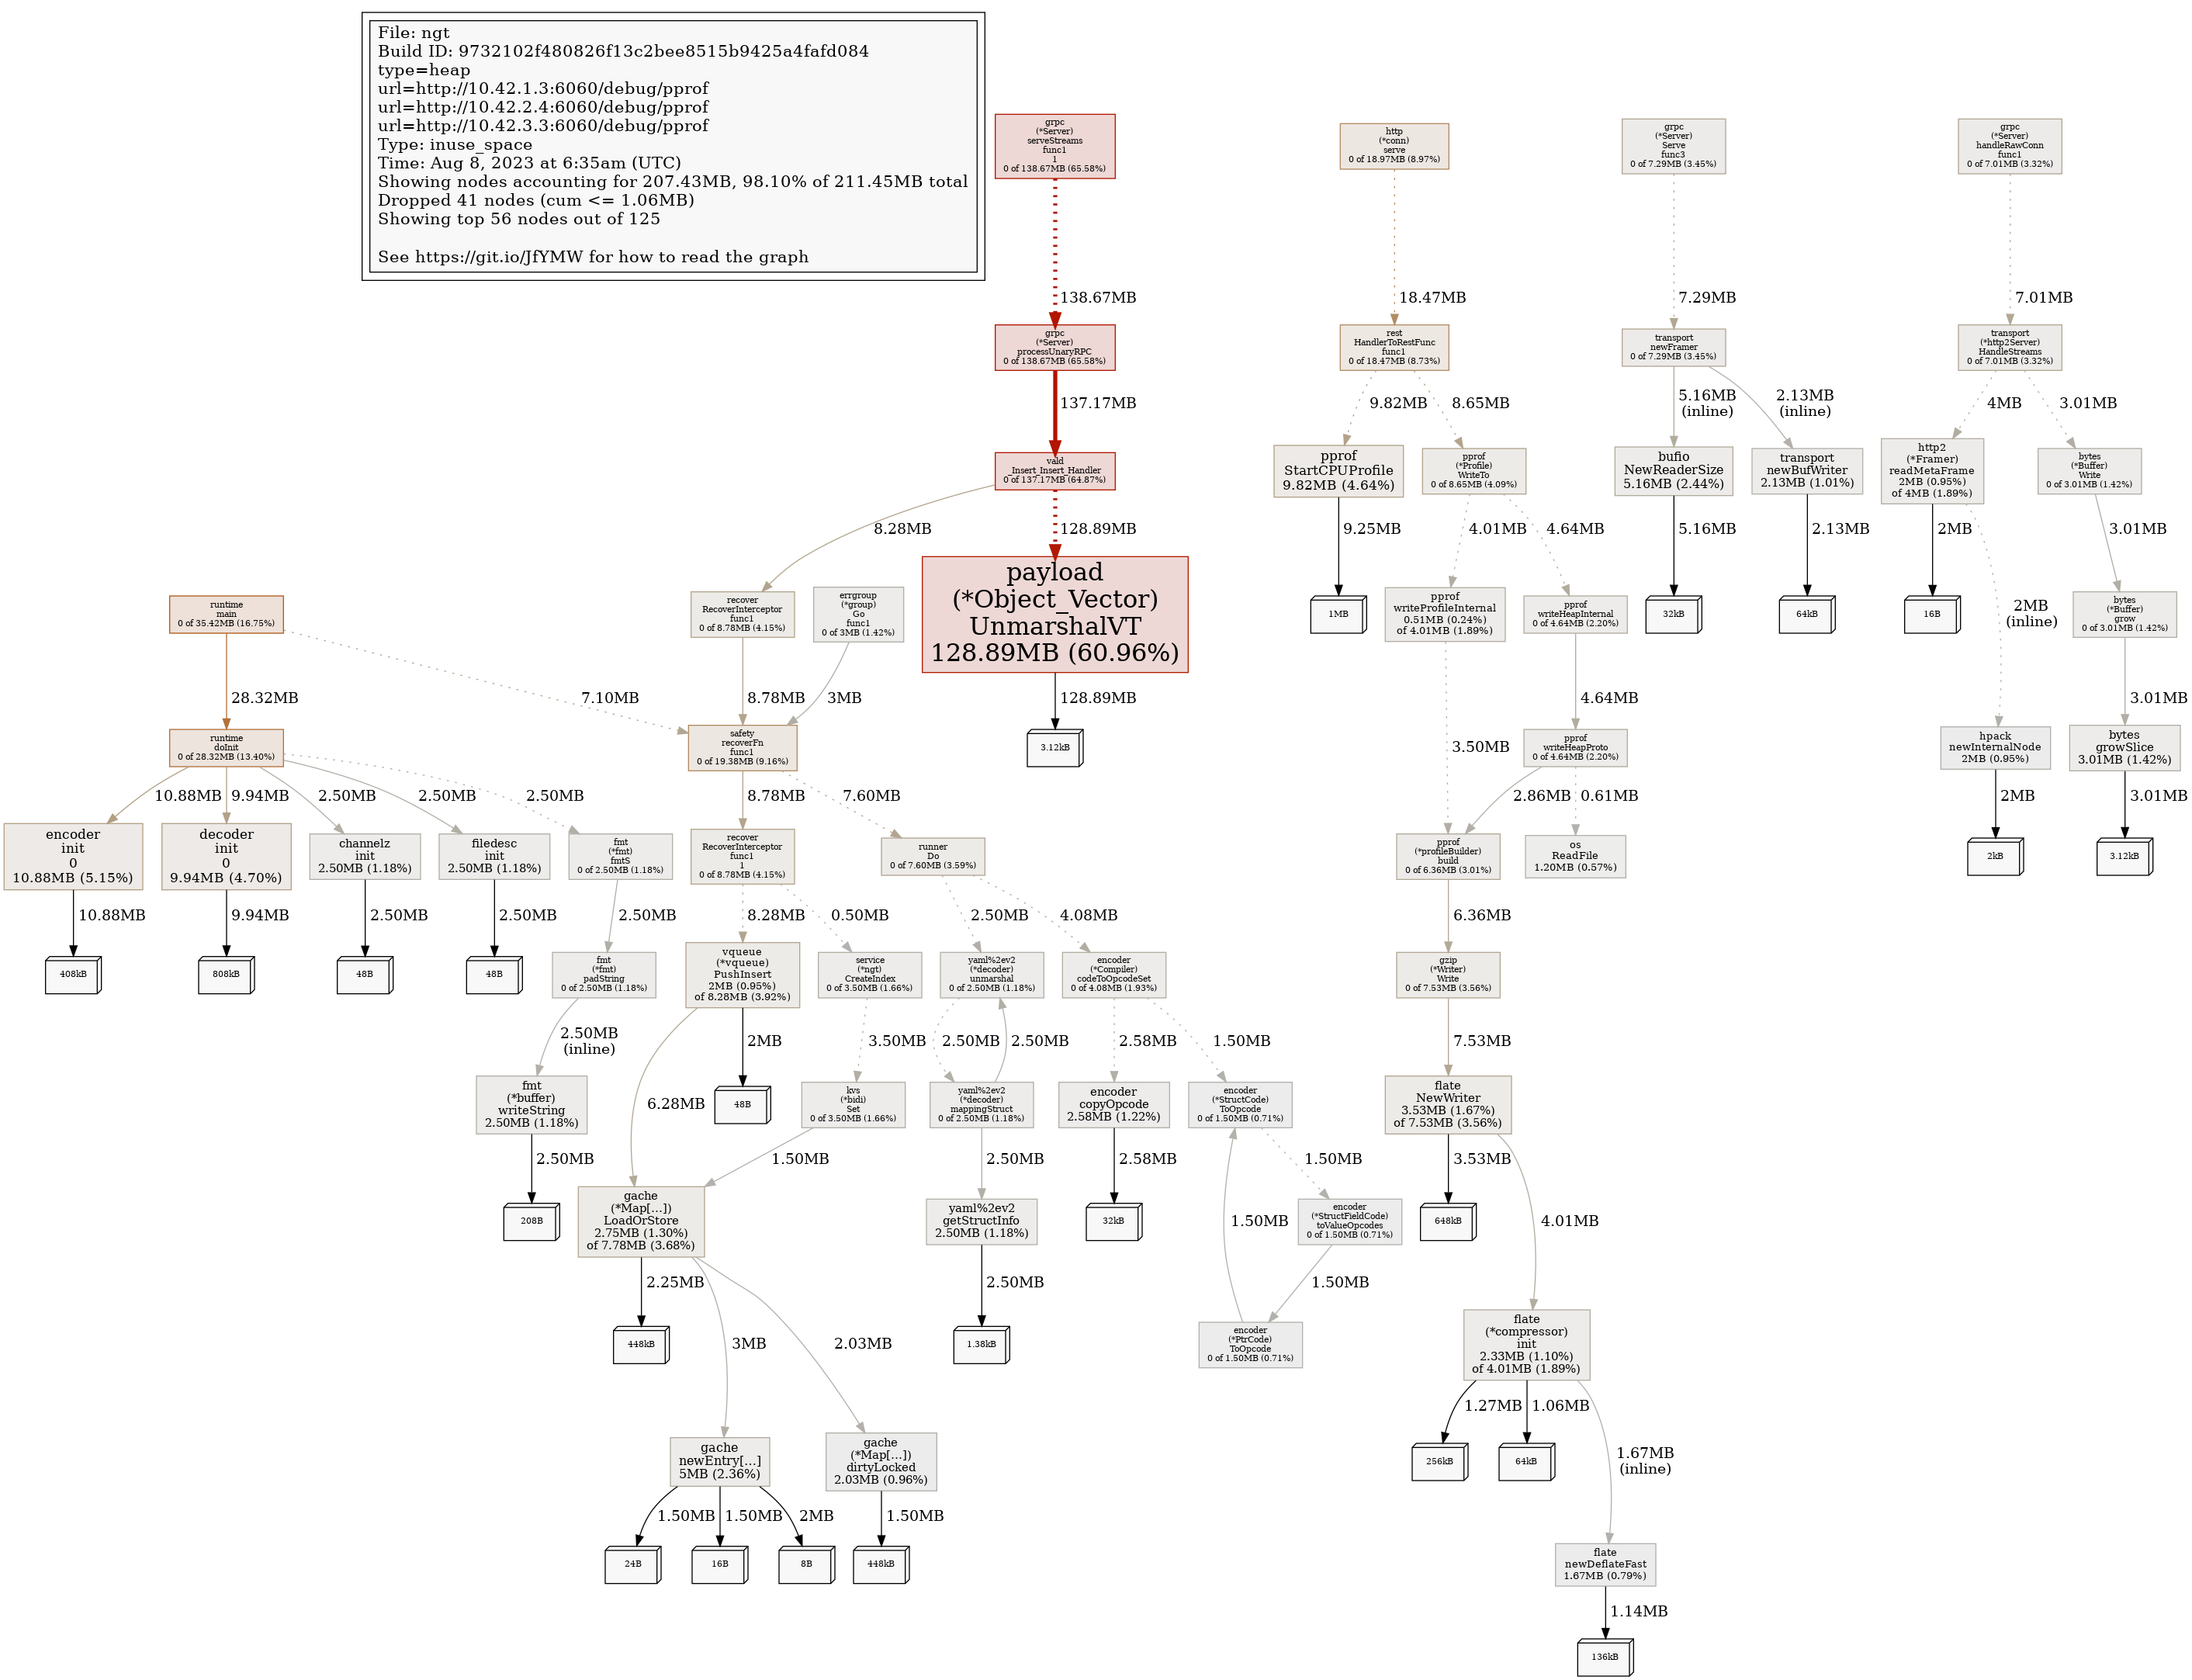 File: ngt
Build ID: 9732102f480826f13c2bee8515b9425a4fafd084
type=heap
url=http://10.42.1.3:6060/debug/pprof
url=http://10.42.2.4:6060/debug/pprof
url=http://10.42.3.3:6060/debug/pprof
Type: inuse_space
Time: Aug 8, 2023 at 6:35am (UTC)
Showing nodes accounting for 207.43MB, 98.10% of 211.45MB total
Dropped 41 nodes (cum <= 1.06MB)
Showing top 56 nodes out of 125
See https://git.io/JfYMW for how to read the graph
grpc
(*Server)
serveStreams
func1
1
0 of 138.67MB (65.58%)
http
(*conn)
serve
0 of 18.97MB (8.97%)
grpc
(*Server)
Serve
func3
0 of 7.29MB (3.45%)
grpc
(*Server)
handleRawConn
func1
0 of 7.01MB (3.32%)
138.67MB
18.47MB
7.29MB
7.01MB
grpc
(*Server)
processUnaryRPC
0 of 138.67MB (65.58%)
rest
HandlerToRestFunc
func1
0 of 18.47MB (8.73%)
transport
newFramer
0 of 7.29MB (3.45%)
transport
(*http2Server)
HandleStreams
0 of 7.01MB (3.32%)
137.17MB
9.82MB
8.65MB
5.16MB
(inline)
2.13MB
(inline)
4MB
3.01MB
vald
_Insert_Insert_Handler
0 of 137.17MB (64.87%)
pprof
StartCPUProfile
9.82MB (4.64%)
pprof
(*Profile)
WriteTo
0 of 8.65MB (4.09%)
bufio
NewReaderSize
5.16MB (2.44%)
transport
newBufWriter
2.13MB (1.01%)
http2
(*Framer)
readMetaFrame
2MB (0.95%)
of 4MB (1.89%)
bytes
(*Buffer)
Write
0 of 3.01MB (1.42%)
8.28MB
128.89MB
9.25MB
4.01MB
4.64MB
5.16MB
2.13MB
2MB
3.01MB
runtime
main
0 of 35.42MB (16.75%)
recover
RecoverInterceptor
func1
0 of 8.78MB (4.15%)
errgroup
(*group)
Go
func1
0 of 3MB (1.42%)
payload
(*Object_Vector)
UnmarshalVT
128.89MB (60.96%)
1MB
pprof
writeProfileInternal
0.51MB (0.24%)
of 4.01MB (1.89%)
pprof
writeHeapInternal
0 of 4.64MB (2.20%)
32kB
64kB
16B
2MB
(inline)
bytes
(*Buffer)
grow
0 of 3.01MB (1.42%)
28.32MB
7.10MB
8.78MB
3MB
128.89MB
3.50MB
4.64MB
3.01MB
runtime
doInit
0 of 28.32MB (13.40%)
safety
recoverFn
func1
0 of 19.38MB (9.16%)
3.12kB
pprof
writeHeapProto
0 of 4.64MB (2.20%)
hpack
newInternalNode
2MB (0.95%)
bytes
growSlice
3.01MB (1.42%)
10.88MB
9.94MB
2.50MB
2.50MB
2.50MB
8.78MB
7.60MB
2.86MB
0.61MB
2MB
3.01MB
encoder
init
0
10.88MB (5.15%)
decoder
init
0
9.94MB (4.70%)
channelz
init
2.50MB (1.18%)
filedesc
init
2.50MB (1.18%)
fmt
(*fmt)
fmtS
0 of 2.50MB (1.18%)
recover
RecoverInterceptor
func1
1
0 of 8.78MB (4.15%)
runner
Do
0 of 7.60MB (3.59%)
pprof
(*profileBuilder)
build
0 of 6.36MB (3.01%)
os
ReadFile
1.20MB (0.57%)
2kB
3.12kB
10.88MB
9.94MB
2.50MB
2.50MB
2.50MB
8.28MB
0.50MB
2.50MB
4.08MB
6.36MB
408kB
808kB
48B
48B
fmt
(*fmt)
padString
0 of 2.50MB (1.18%)
vqueue
(*vqueue)
PushInsert
2MB (0.95%)
of 8.28MB (3.92%)
service
(*ngt)
CreateIndex
0 of 3.50MB (1.66%)
yaml%2ev2
(*decoder)
unmarshal
0 of 2.50MB (1.18%)
encoder
(*Compiler)
codeToOpcodeSet
0 of 4.08MB (1.93%)
gzip
(*Writer)
Write
0 of 7.53MB (3.56%)
2.50MB
(inline)
6.28MB
2MB
3.50MB
2.50MB
2.50MB
2.58MB
1.50MB
7.53MB
fmt
(*buffer)
writeString
2.50MB (1.18%)
48B
kvs
(*bidi)
Set
0 of 3.50MB (1.66%)
yaml%2ev2
(*decoder)
mappingStruct
0 of 2.50MB (1.18%)
encoder
copyOpcode
2.58MB (1.22%)
encoder
(*StructCode)
ToOpcode
0 of 1.50MB (0.71%)
flate
NewWriter
3.53MB (1.67%)
of 7.53MB (3.56%)
2.50MB
1.50MB
2.50MB
2.58MB
1.50MB
3.53MB
208B
gache
(*Map[...])
LoadOrStore
2.75MB (1.30%)
of 7.78MB (3.68%)
yaml%2ev2
getStructInfo
2.50MB (1.18%)
32kB
1.50MB
encoder
(*StructFieldCode)
toValueOpcodes
0 of 1.50MB (0.71%)
648kB
4.01MB
2.25MB
2.50MB
1.50MB
448kB
3MB
2.03MB
1.38kB
encoder
(*PtrCode)
ToOpcode
0 of 1.50MB (0.71%)
flate
(*compressor)
init
2.33MB (1.10%)
of 4.01MB (1.89%)
1.27MB
1.06MB
gache
newEntry[...]
5MB (2.36%)
gache
(*Map[...])
dirtyLocked
2.03MB (0.96%)
256kB
64kB
1.67MB
(inline)
1.50MB
1.50MB
2MB
1.50MB
24B
16B
8B
448kB
flate
newDeflateFast
1.67MB (0.79%)
1.14MB
136kB